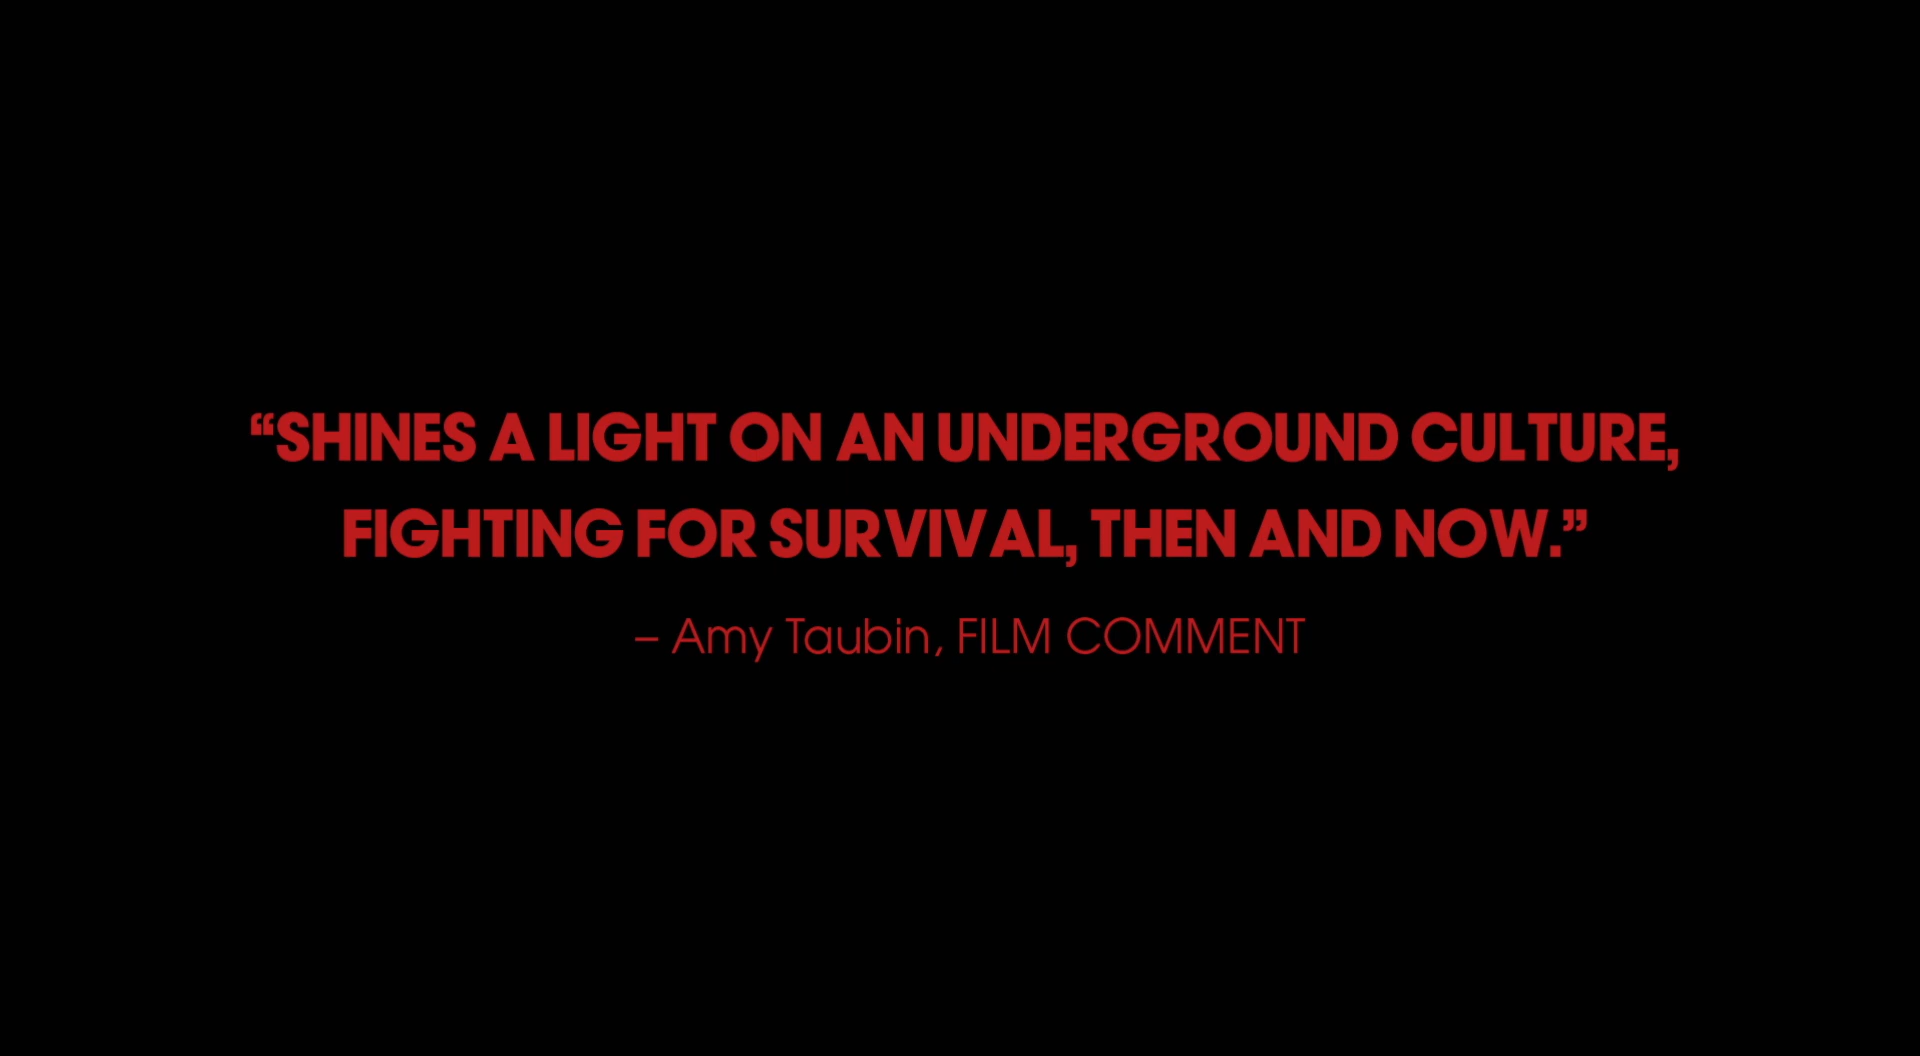 “SHINES A LIGHT ON AN UNDERGROUND CULTURE,
FIGHTING FOR SURVIVAL, THEN AND NOW.”
– Amy Taubin, FILM COMMENT